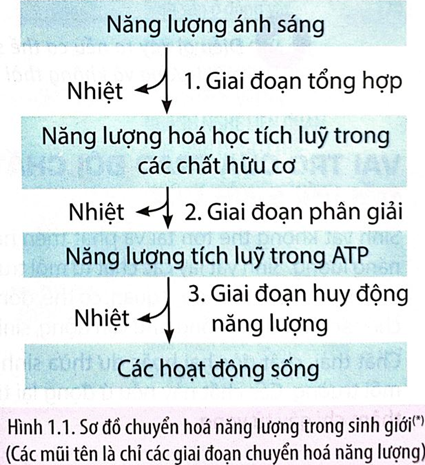 Năng lượng ánh sáng
Nhiệt
1. Giai đoạn tổng hợp
Năng lượng hoá học tích luỹ trong
các chất hữu cơ
Nhiệt
2. Giai đoạn phân giải
Năng lượng tích luỹ trong ATP
Nhiệt
3. Giai đoạn huy động
năng lượng
Các hoạt động sống
Hình 1.1. Sơ đồ chuyển hoá năng lượng trong sinh giới(*)
(Các mũi tên là chỉ các giai đoạn chuyển hoá năng lượng)